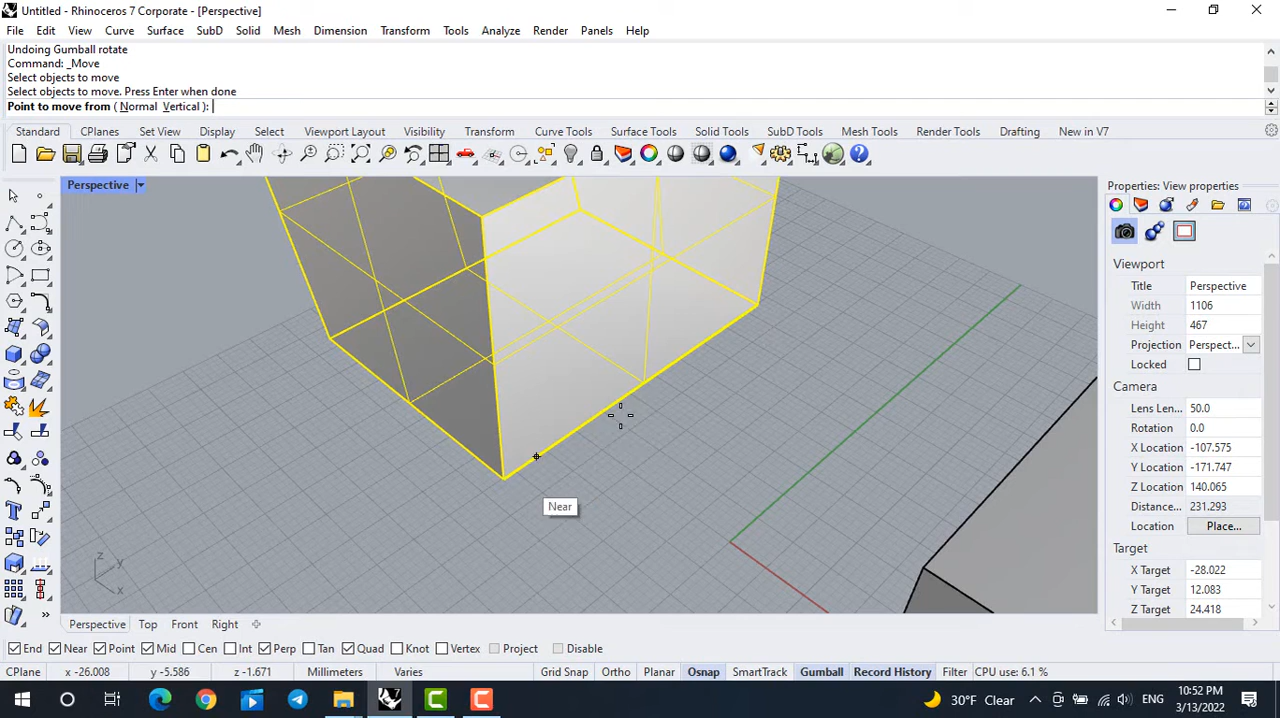 Untitled - Rhinoceros 7 Corporate - [Perspective]
File Edit View Curve Surface SubD Solid Mesh Dimension Transform Tools Analyze Render Panels Help
Undoing Gumball rotate
Command: _Move
Select objects to move
Select objects to move. Press Enter when done
Point to move from ( Normal Vertical ):
Standard CPlanes Set View Display Select Viewport Layout Visibility Transform Curve Tools Surface Tools Solid Tools SubD Tools Mesh Tools Render Tools Drafting New in V7
Perspective
Properties: View properties
Viewport
Title Perspective
Width 1106
Height 467
Projection Perspect...
Locked
Camera
Lens Len... 50.0
Rotation 0.0
X Location -107.575
Y Location -171.747
Z Location 140.065
Distance... 231.293
Location Place...
Target
X Target -28.022
Y Target 12.083
Z Target 24.418
Near
z
y
x
Perspective Top Front Right
End Near Point Mid Cen Int Perp Tan Quad Knot Vertex Project Disable
CPlane x -26.008 y -5.586 z -1.671 Millimeters Varies Grid Snap Ortho Planar Osnap SmartTrack Gumball Record History Filter CPU use: 6.1 %
30°F Clear ENG 10:52 PM
3/13/2022